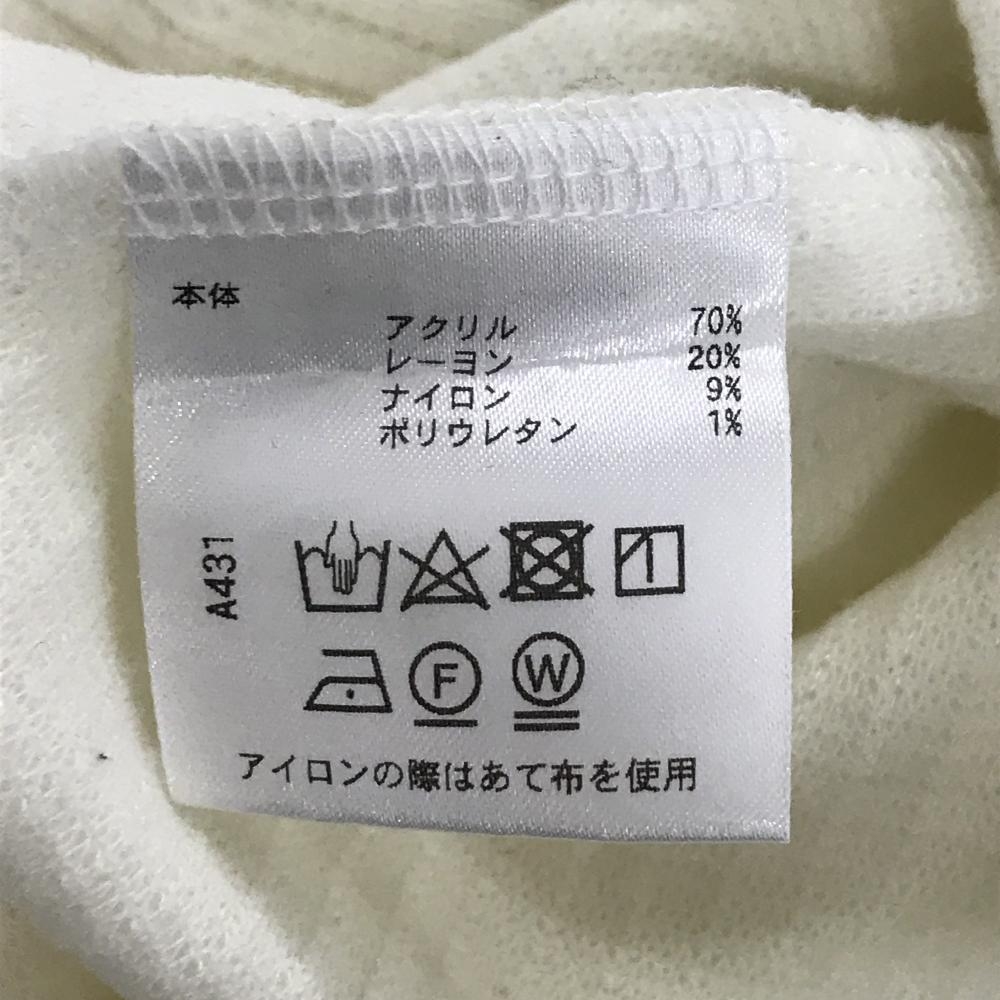 本体
アクリル 70%
レーヨン 20%
ナイロン 9%
ポリウレタン 1%
A431
F W
アイロンの際はあて布を使用